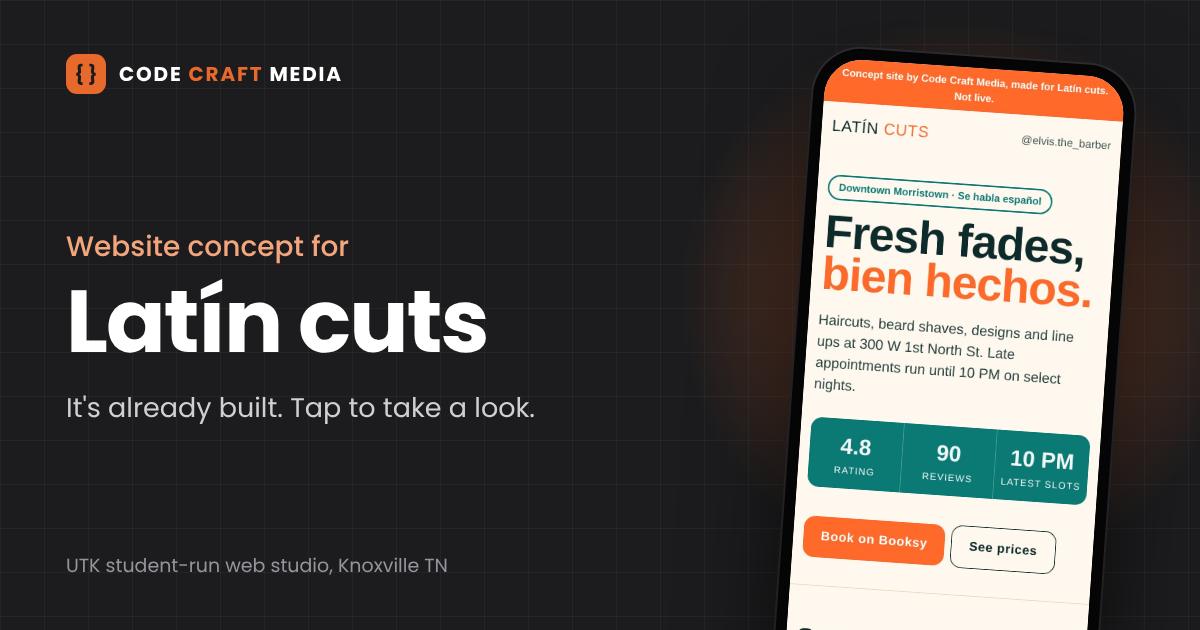 { } CODE CRAFT MEDIA
Website concept for
Latín cuts
It's already built. Tap to take a look.
UTK student-run web studio, Knoxville TN
Concept site by Code Craft Media, made for Latín cuts.
Not live.
LATÍN CUTS
@elvis.the_barber
Downtown Morristown · Se habla español
Fresh fades,
bien hechos.
Haircuts, beard shaves, designs and line
ups at 300 W 1st North St. Late
appointments run until 10 PM on select
nights.
4.8
RATING
90
REVIEWS
10 PM
LATEST SLOTS
Book on Booksy
See prices